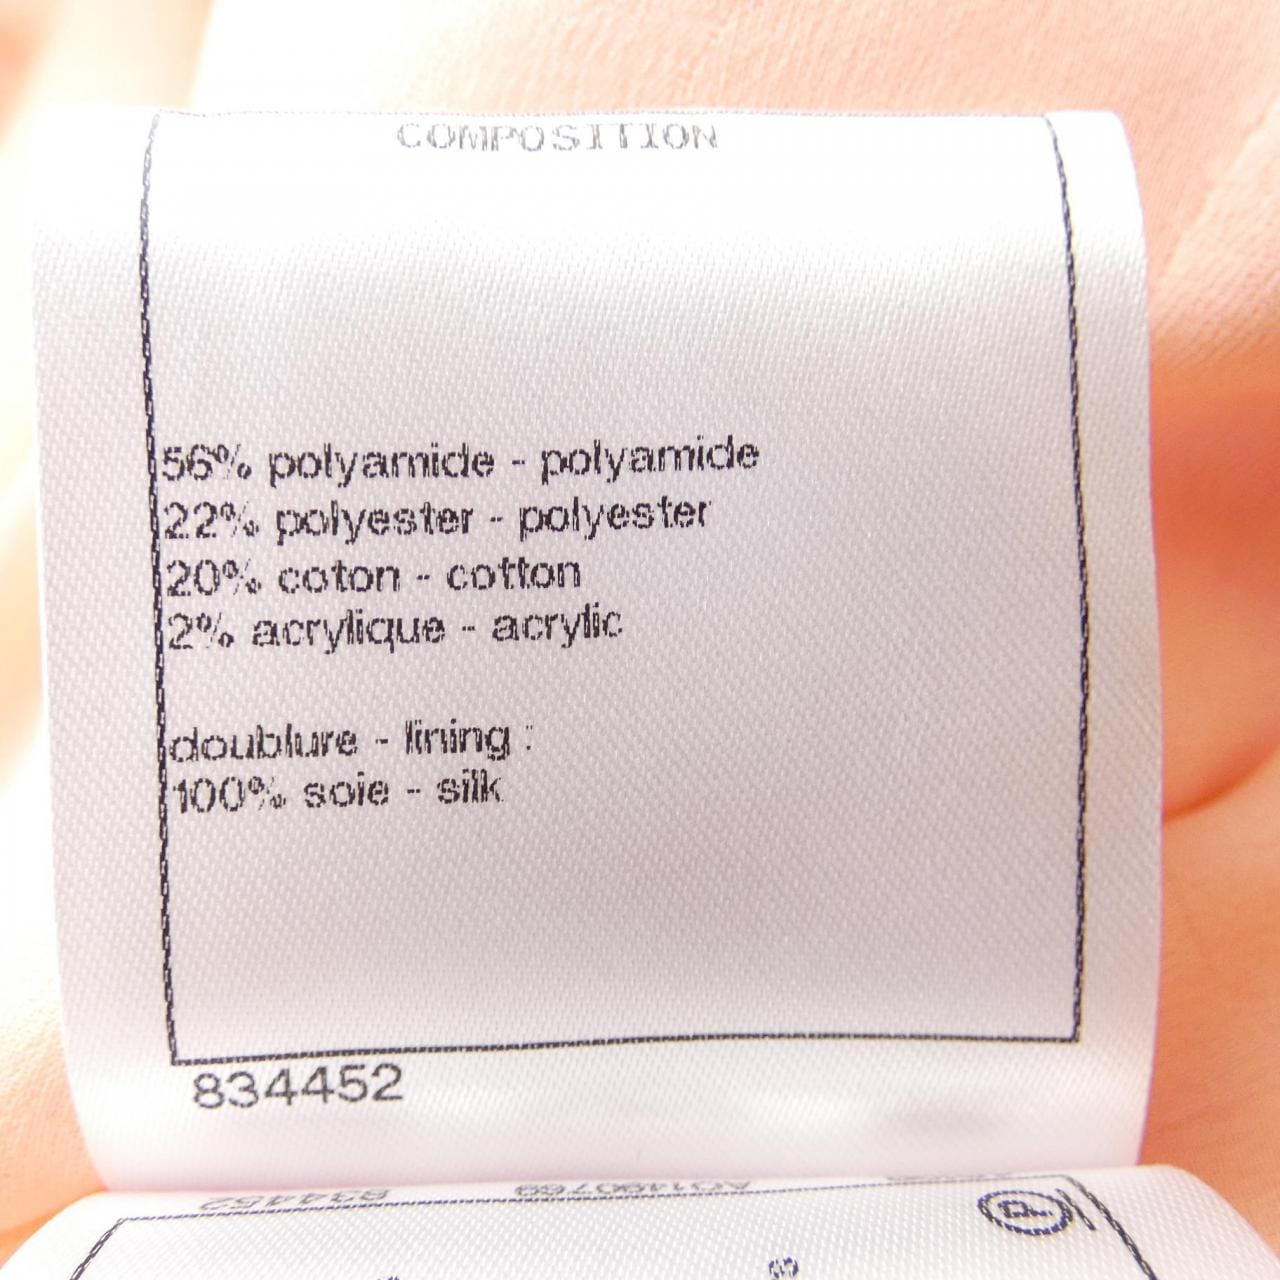 COMPOSITION
56% polyamide - polyamide
22% polyester - polyester
20% coton - cotton
2% acrylique - acrylic
doublure - lining :
100% soie - silk
834452
834452
P